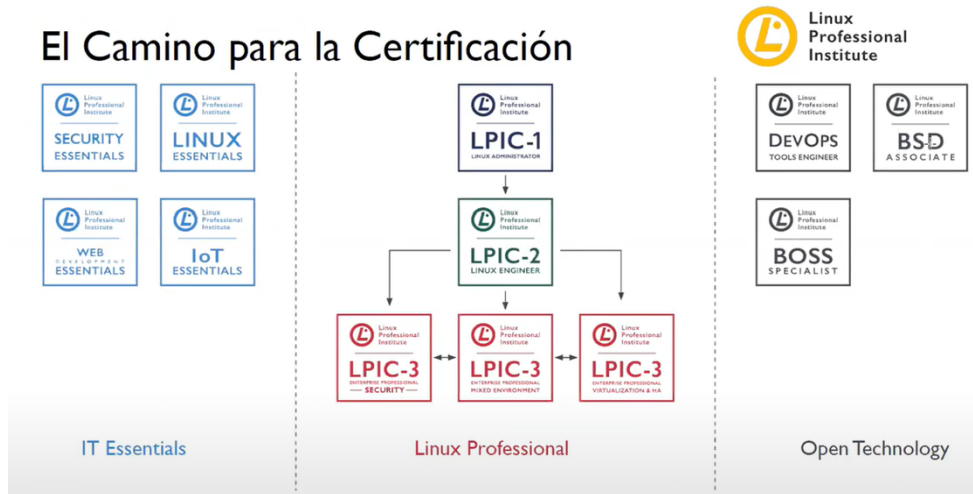 El Camino para la Certificación
Linux
Professional
Institute
Linux
Professional
Institute
SECURITY
ESSENTIALS
Linux
Professional
Institute
LINUX
ESSENTIALS
Linux
Professional
Institute
WEB
DEVELOPMENT
ESSENTIALS
Linux
Professional
Institute
IoT
ESSENTIALS
IT Essentials
Linux
Professional
Institute
LPIC-1
LINUX ADMINISTRATOR
Linux
Professional
Institute
LPIC-2
LINUX ENGINEER
Linux
Professional
Institute
LPIC-3
ENTERPRISE PROFESSIONAL
SECURITY
Linux
Professional
Institute
LPIC-3
ENTERPRISE PROFESSIONAL
MIXED ENVIRONMENT
Linux
Professional
Institute
LPIC-3
ENTERPRISE PROFESSIONAL
VIRTUALIZATION & HA
Linux Professional
Linux
Professional
Institute
DEVOPS
TOOLS ENGINEER
Linux
Professional
Institute
BSD
ASSOCIATE
Linux
Professional
Institute
BOSS
SPECIALIST
Open Technology